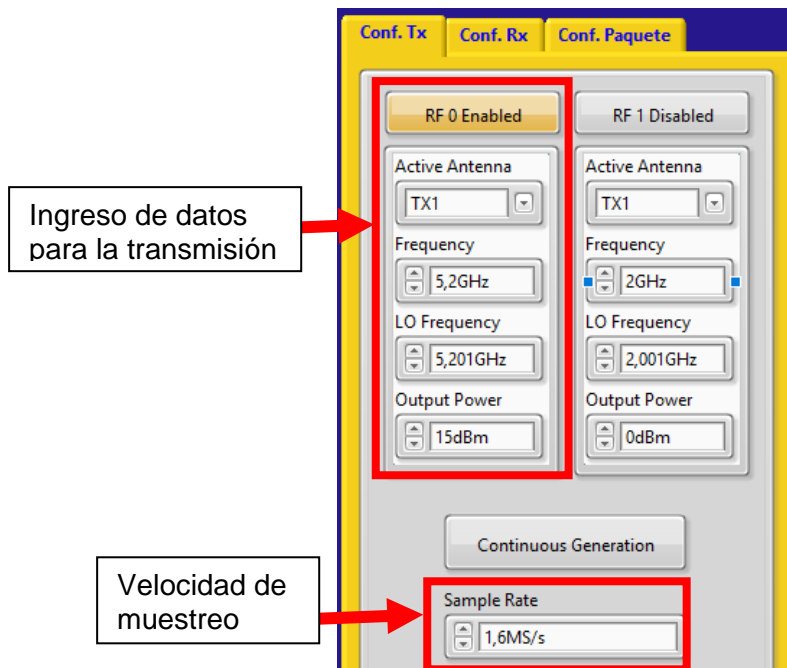 Conf. Tx
Conf. Rx
Conf. Paquete
RF 0 Enabled
RF 1 Disabled
Active Antenna
TX1
Frequency
5,2GHz
LO Frequency
5,201GHz
Output Power
15dBm
Active Antenna
TX1
Frequency
2GHz
LO Frequency
2,001GHz
Output Power
0dBm
Ingreso de datos
para la transmisión
Continuous Generation
Velocidad de
muestreo
Sample Rate
1,6MS/s